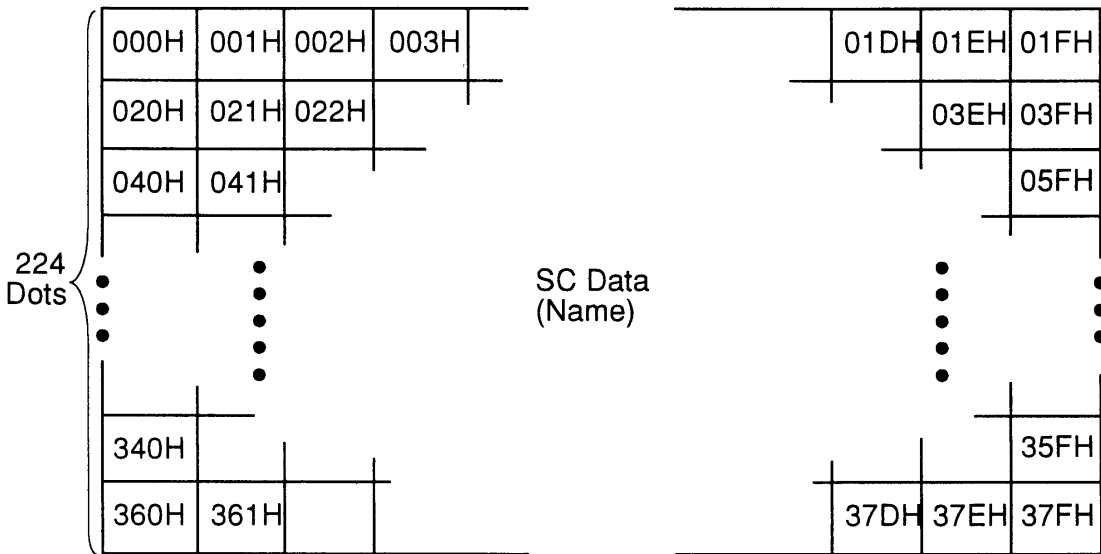 000H 001H 002H 003H 01DH 01EH 01FH
020H 021H 022H 03EH 03FH
040H 041H 05FH
224
Dots
SC Data
(Name)
340H 35FH
360H 361H 37DH 37EH 37FH